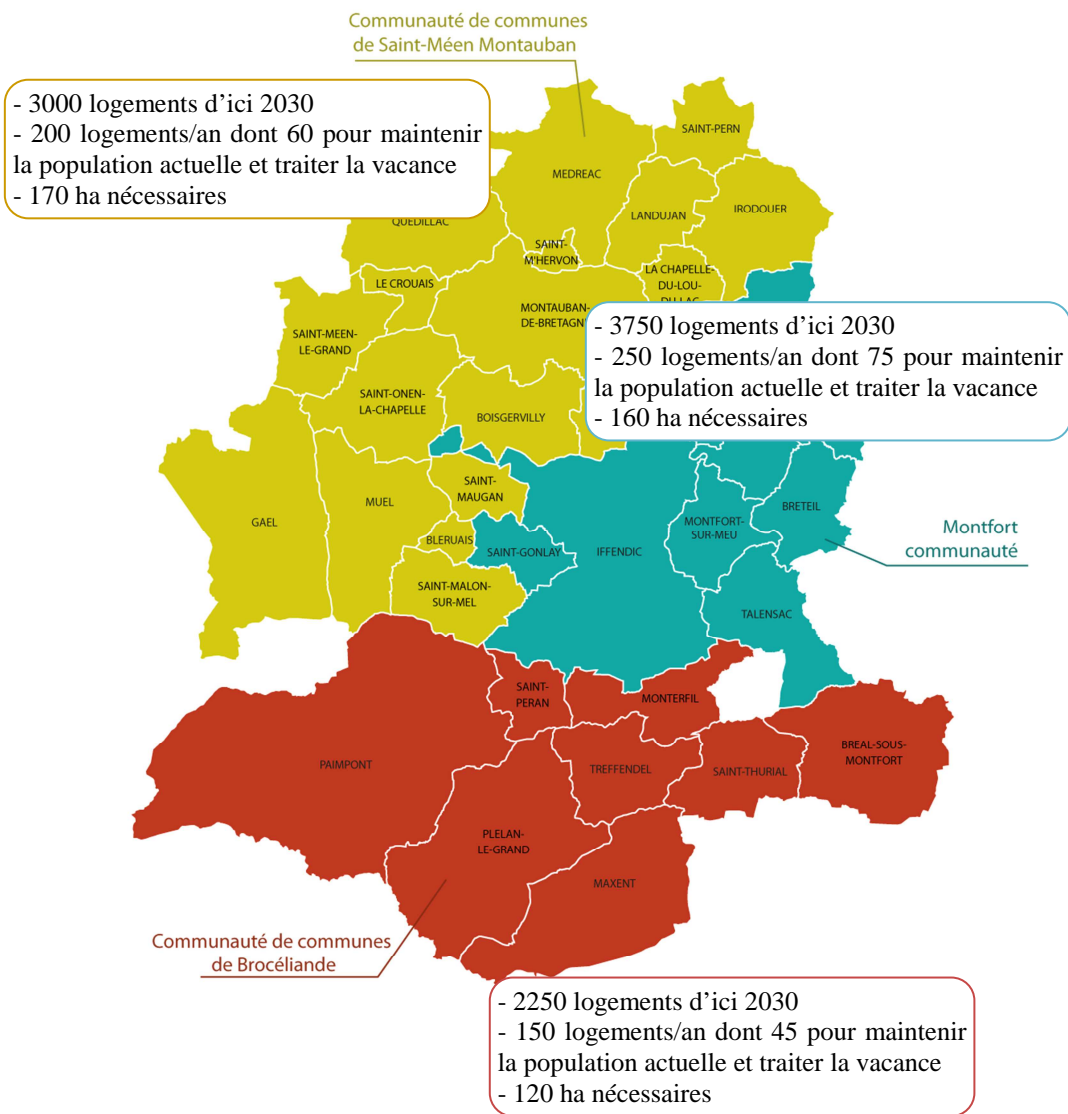 Communauté de communes
de Saint-Méen Montauban
- 3000 logements d'ici 2030
- 200 logements/an dont 60 pour maintenir
la population actuelle et traiter la vacance
- 170 ha nécessaires
SAINT-PERN
MEDREAC
LANDUJAN
IRODOUER
QUEDILLAC
SAINT-
M'HERVON
LA CHAPELLE-
DU-LOU-
DU-LAC
LE CROUAIS
MONTAUBAN-
DE-BRETAGNE
SAINT-MEEN-
LE-GRAND
- 3750 logements d'ici 2030
- 250 logements/an dont 75 pour maintenir
la population actuelle et traiter la vacance
- 160 ha nécessaires
SAINT-ONEN-
LA-CHAPELLE
BOISGERVILLY
SAINT-
MAUGAN
MUEL
GAEL
BLERUAIS
SAINT-GONLAY
IFFENDIC
MONTFORT-
SUR-MEU
BRETEIL
Montfort
communauté
SAINT-MALON-
SUR-MEL
TALENSAC
SAINT-
PERAN
MONTERFIL
PAIMPONT
TREFFENDEL
SAINT-THURIAL
BREAL-SOUS-
MONTFORT
PLELAN-
LE-GRAND
MAXENT
Communauté de communes
de Brocéliande
- 2250 logements d'ici 2030
- 150 logements/an dont 45 pour maintenir
la population actuelle et traiter la vacance
- 120 ha nécessaires